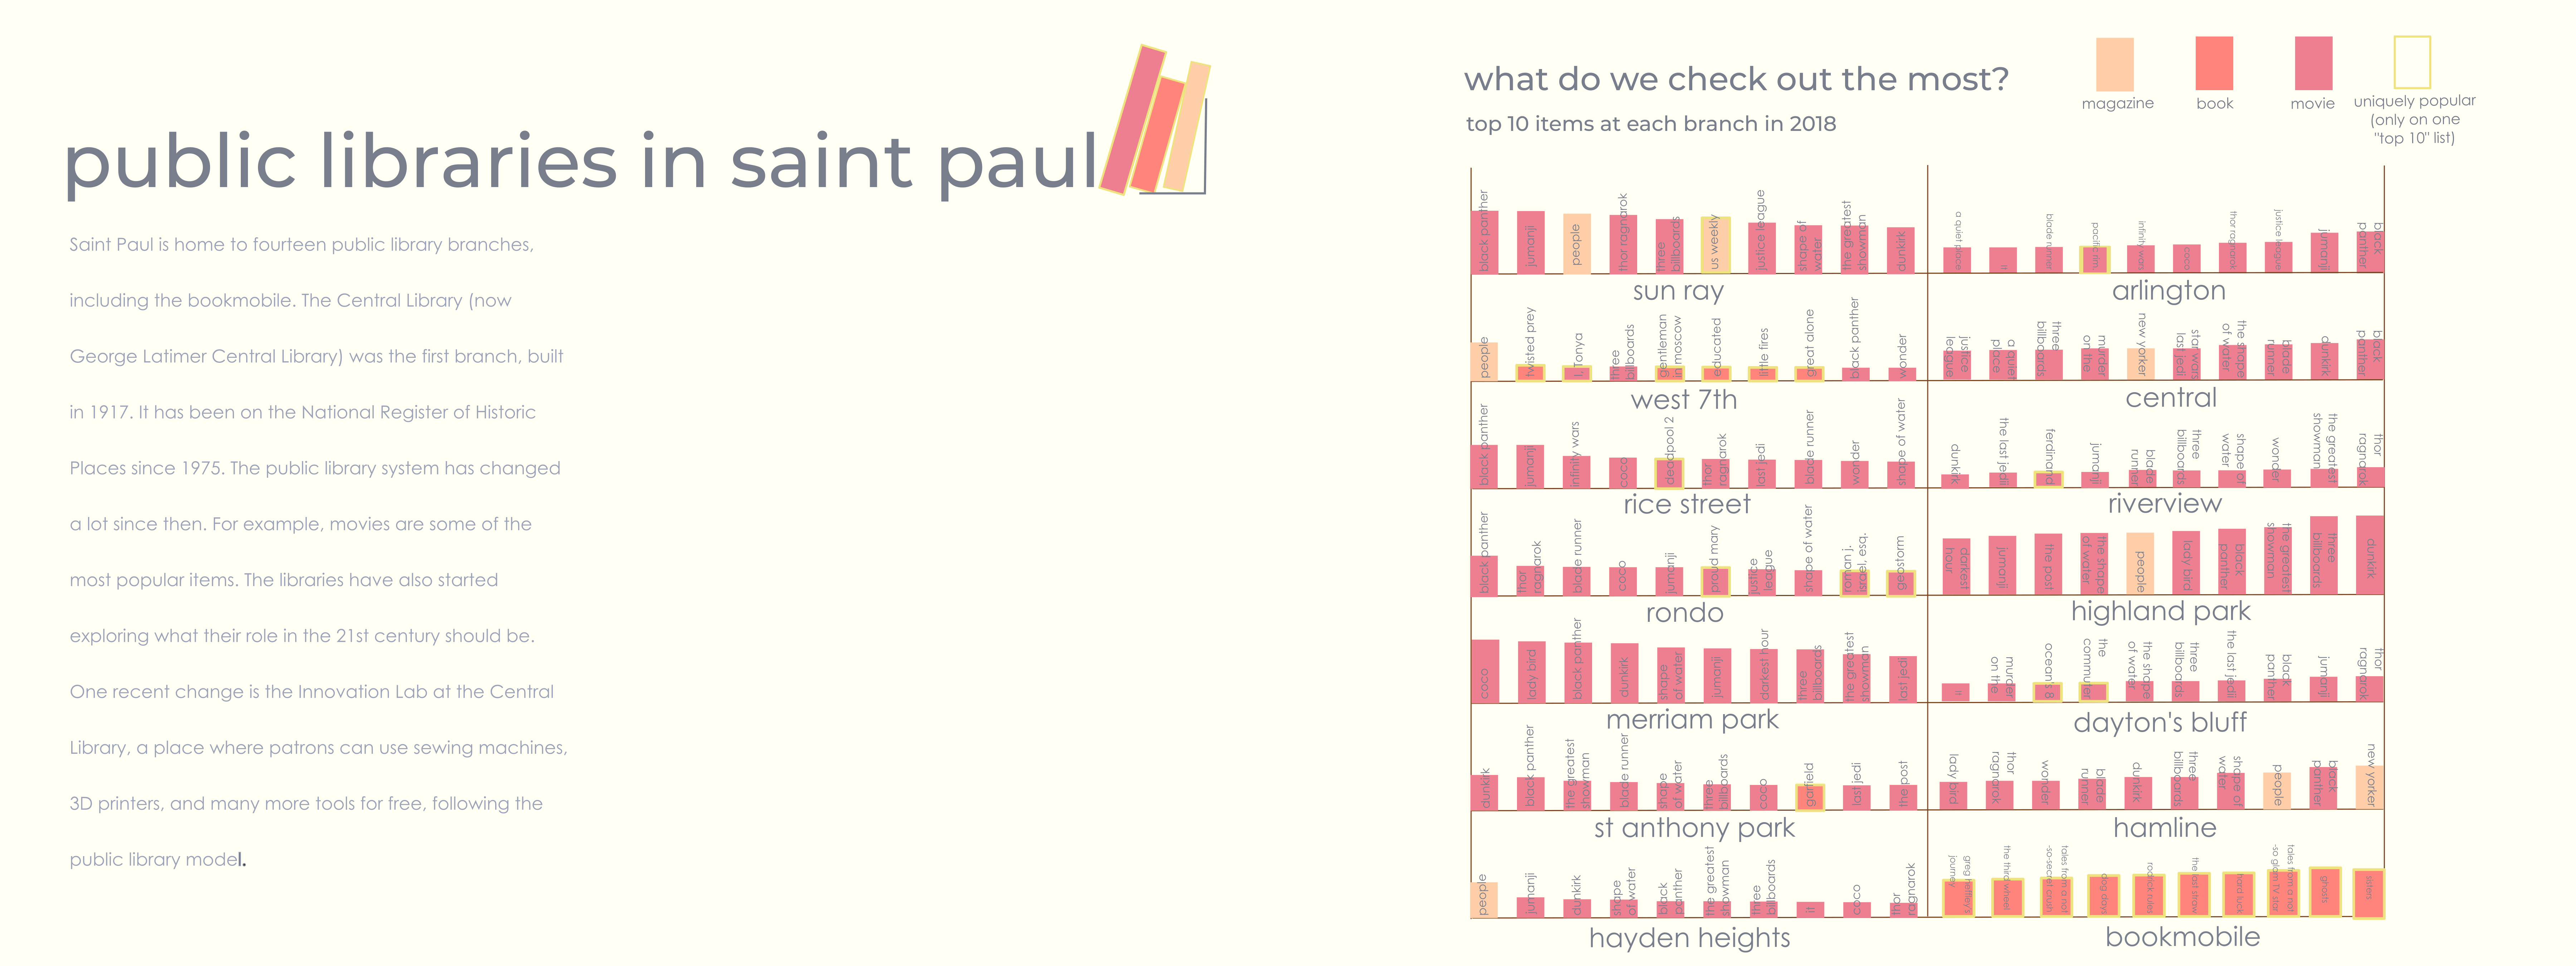 public libraries in saint paul
Saint Paul is home to fourteen public library branches,
including the bookmobile. The Central Library (now
George Latimer Central Library) was the first branch, built
in 1917. It has been on the National Register of Historic
Places since 1975. The public library system has changed
a lot since then. For example, movies are some of the
most popular items. The libraries have also started
exploring what their role in the 21st century should be.
One recent change is the Innovation Lab at the Central
Library, a place where patrons can use sewing machines,
3D printers, and many more tools for free, following the
public library model.
what do we check out the most?
top 10 items at each branch in 2018
magazine
book
movie
uniquely popular
(only on one
"top 10" list)
black panther
jumanji
people
thor ragnarok
three
billboards
us weekly
justice league
shape of
water
the greatest
showman
dunkirk
sun ray
a quiet place
it
blade runner
pacific rim
infinity wars
coco
thor ragnarok
justice league
jumanji
black
panther
arlington
people
twisted prey
I, Tonya
three
billboards
gentleman
in moscow
educated
little fires
great alone
black panther
wonder
west 7th
justice
league
a quiet
place
three
billboards
murder
on the
new yorker
star wars
last jedi
the shape
of water
blade
runner
dunkirk
black
panther
central
black panther
jumanji
infinity wars
coco
deadpool 2
thor
ragnarok
last jedi
blade runner
wonder
shape of water
rice street
dunkirk
the last jedii
ferdinand
jumanji
blade
runner
three
billboards
shape of
water
wonder
the greatest
showman
thor
ragnarok
riverview
black panther
thor
ragnarok
blade runner
coco
jumanji
proud mary
justice
league
shape of water
roman j.
israel, esq.
geostorm
rondo
darkest
hour
jumanji
the post
the shape
of water
people
lady bird
black
panther
the greatest
showman
three
billboards
dunkirk
highland park
coco
lady bird
black panther
dunkirk
shape
of water
jumanji
darkest hour
three
billboards
the greatest
showman
last jedi
merriam park
it
murder
on the
ocean's 8
the
commuter
the shape
of water
three
billboards
the last jedii
black
panther
jumanji
thor
ragnarok
dayton's bluff
dunkirk
black panther
the greatest
showman
blade runner
shape
of water
three
billboards
coco
garfield
last jedi
the post
st anthony park
lady bird
thor
ragnarok
wonder
blade
runner
dunkirk
three
billboards
shape of
water
people
black
panther
new yorker
hamline
people
jumanji
dunkirk
shape
of water
black
panther
the greatest
showman
three
billboards
it
coco
thor
ragnarok
hayden heights
greg heffley's
journey
the third wheel
tales from a not
-so-secret crush
dog days
rodrick rules
the last straw
hard luck
tales from a not
-so glam TV star
ghosts
sisters
bookmobile